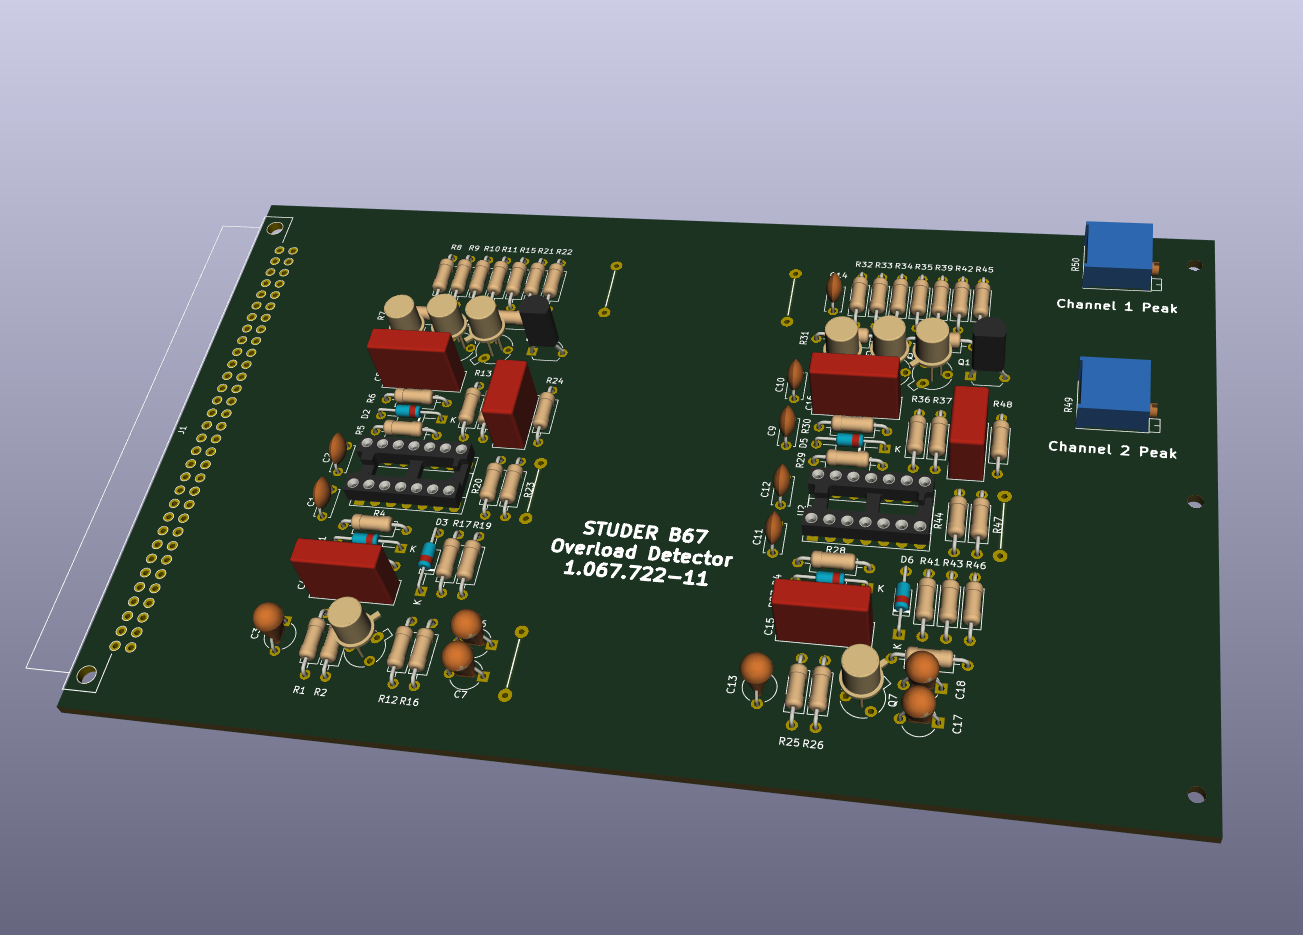 R8 R9 R10 R11 R15 R21 R22
R32 R33 R34 R35 R39 R42 R45
R50
Channel 1 Peak
R31
R13
R24
R6
D2
R5
C10
R36 R37
R48
R49
Channel 2 Peak
J1
K
C9
R30
D5
K
R29
C2
R20
R23
C12
R44
R47
C11
R4
D3 R17 R19
K
STUDER B67
Overload Detector
1.067.722-11
R28
D6 R41 R43 R46
K
C15
K
K
R1 R2
R12 R16
C7
C13
Q7
C18
C17
R25 R26